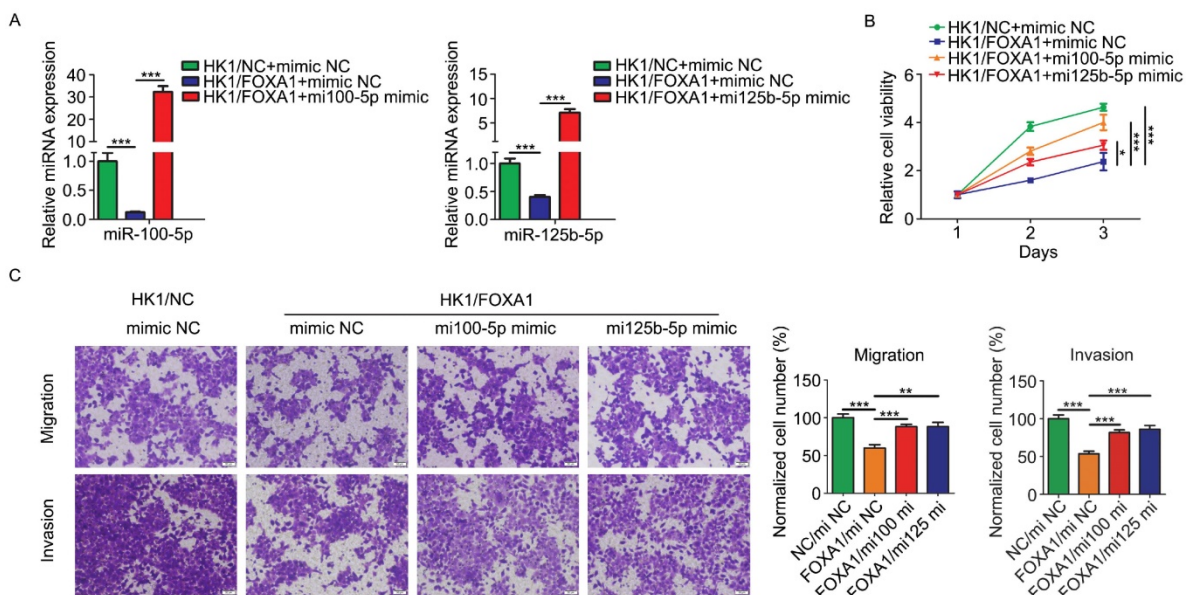 A
Relative miRNA expression
40
30
20
10
1.0
0.5
0.0
***
***
miR-100-5p
HK1/NC+mimic NC
HK1/FOXA1+mimic NC
HK1/FOXA1+mi100-5p mimic
Relative miRNA expression
15
10
5
1.0
0.5
0.0
***
***
miR-125b-5p
HK1/NC+mimic NC
HK1/FOXA1+mimic NC
HK1/FOXA1+mi125b-5p mimic
B
HK1/NC+mimic NC
HK1/FOXA1+mimic NC
HK1/FOXA1+mi100-5p mimic
HK1/FOXA1+mi125b-5p mimic
Relative cell viability
6
4
2
0
1 2 3
Days
*
***
***
C
HK1/NC
HK1/FOXA1
mimic NC
mimic NC
mi100-5p mimic
mi125b-5p mimic
Migration
Invasion
Normalized cell number (%)
Migration
150
100
50
0
***
***
**
NC/mi NC
FOXA1/mi NC
FOXA1/mi100 mi
FOXA1/mi125 mi
Normalized cell number (%)
Invasion
150
100
50
0
***
***
***
NC/mi NC
FOXA1/mi NC
FOXA1/mi100 mi
FOXA1/mi125 mi